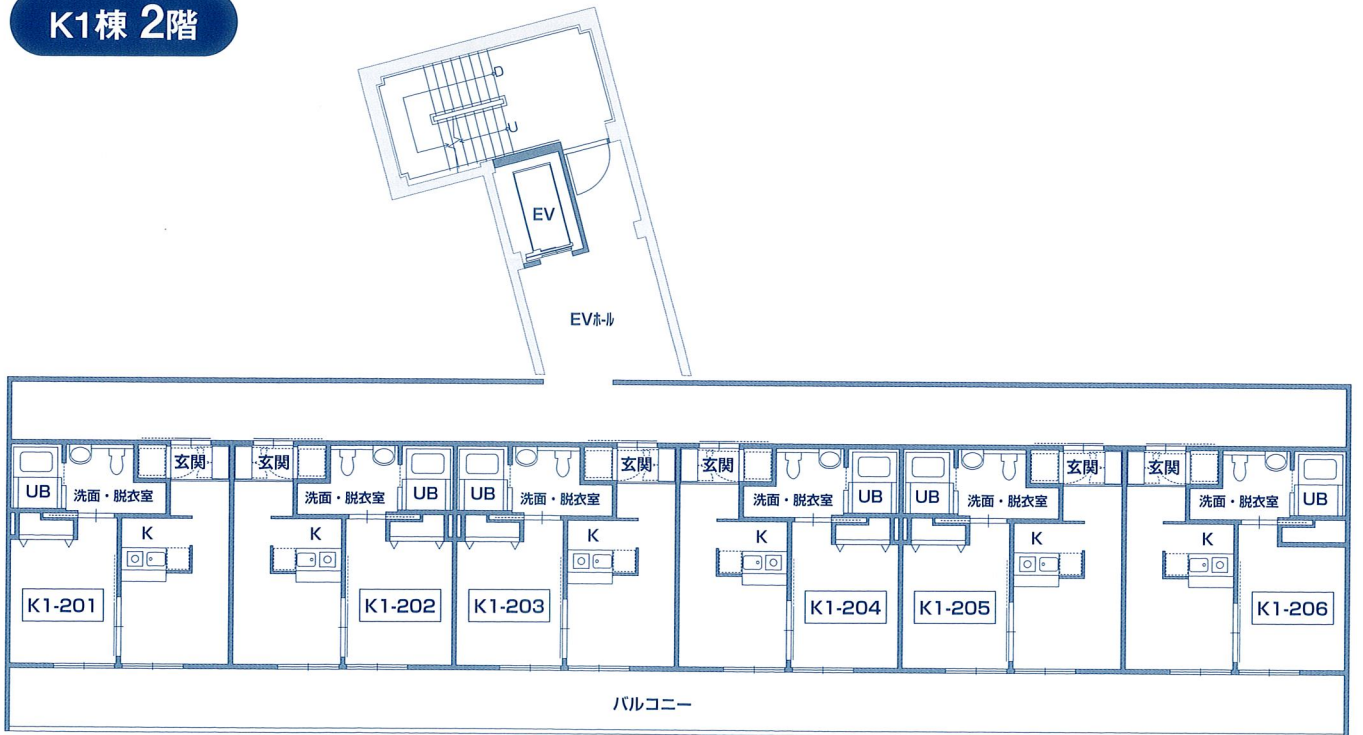 K1棟 2階
EV
EVホール
玄関
玄関
玄関
玄関
玄関
玄関
UB
洗面・脱衣室
洗面・脱衣室
UB
UB
洗面・脱衣室
洗面・脱衣室
UB
UB
洗面・脱衣室
洗面・脱衣室
UB
K
K
K
K
K
K
K1-201
K1-202
K1-203
K1-204
K1-205
K1-206
バルコニー